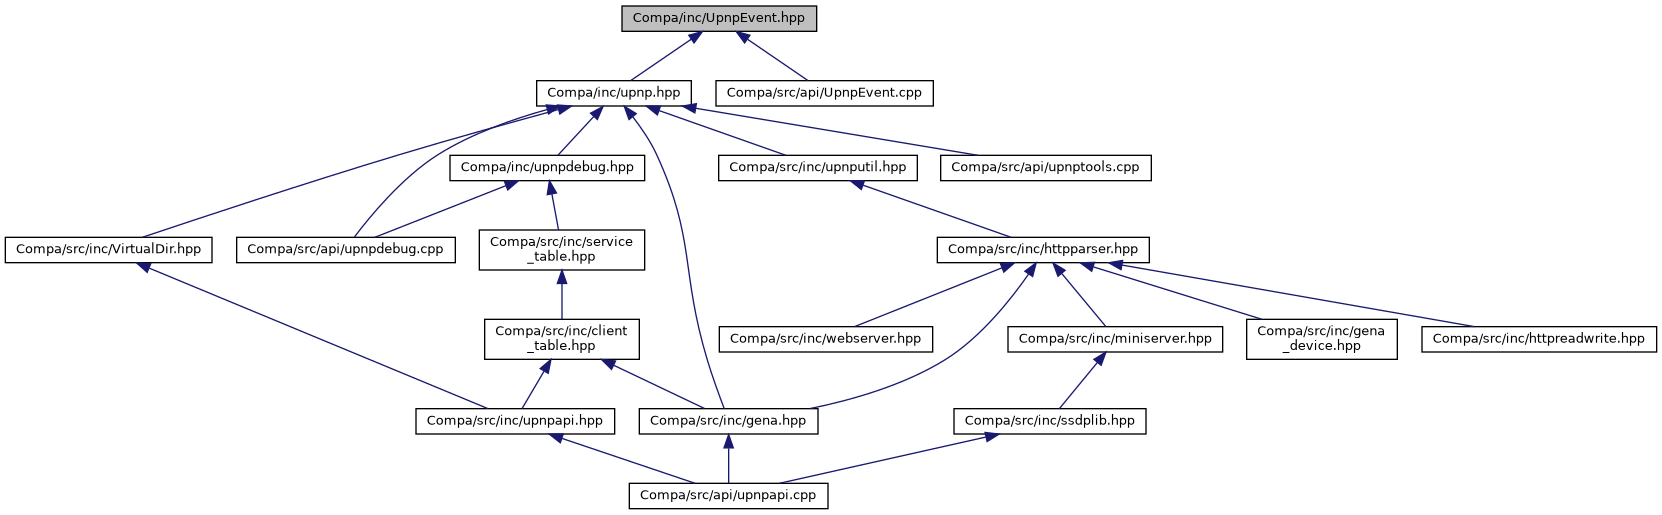 Compa/inc/UpnpEvent.hpp
Compa/inc/upnp.hpp
Compa/src/api/UpnpEvent.cpp
Compa/inc/upnpdebug.hpp
Compa/src/inc/upnputil.hpp
Compa/src/api/upnptools.cpp
Compa/src/inc/VirtualDir.hpp
Compa/src/api/upnpdebug.cpp
Compa/src/inc/service
_table.hpp
Compa/src/inc/httpparser.hpp
Compa/src/inc/client
_table.hpp
Compa/src/inc/webserver.hpp
Compa/src/inc/miniserver.hpp
Compa/src/inc/gena
_device.hpp
Compa/src/inc/httpreadwrite.hpp
Compa/src/inc/upnpapi.hpp
Compa/src/inc/gena.hpp
Compa/src/inc/ssdplib.hpp
Compa/src/api/upnpapi.cpp